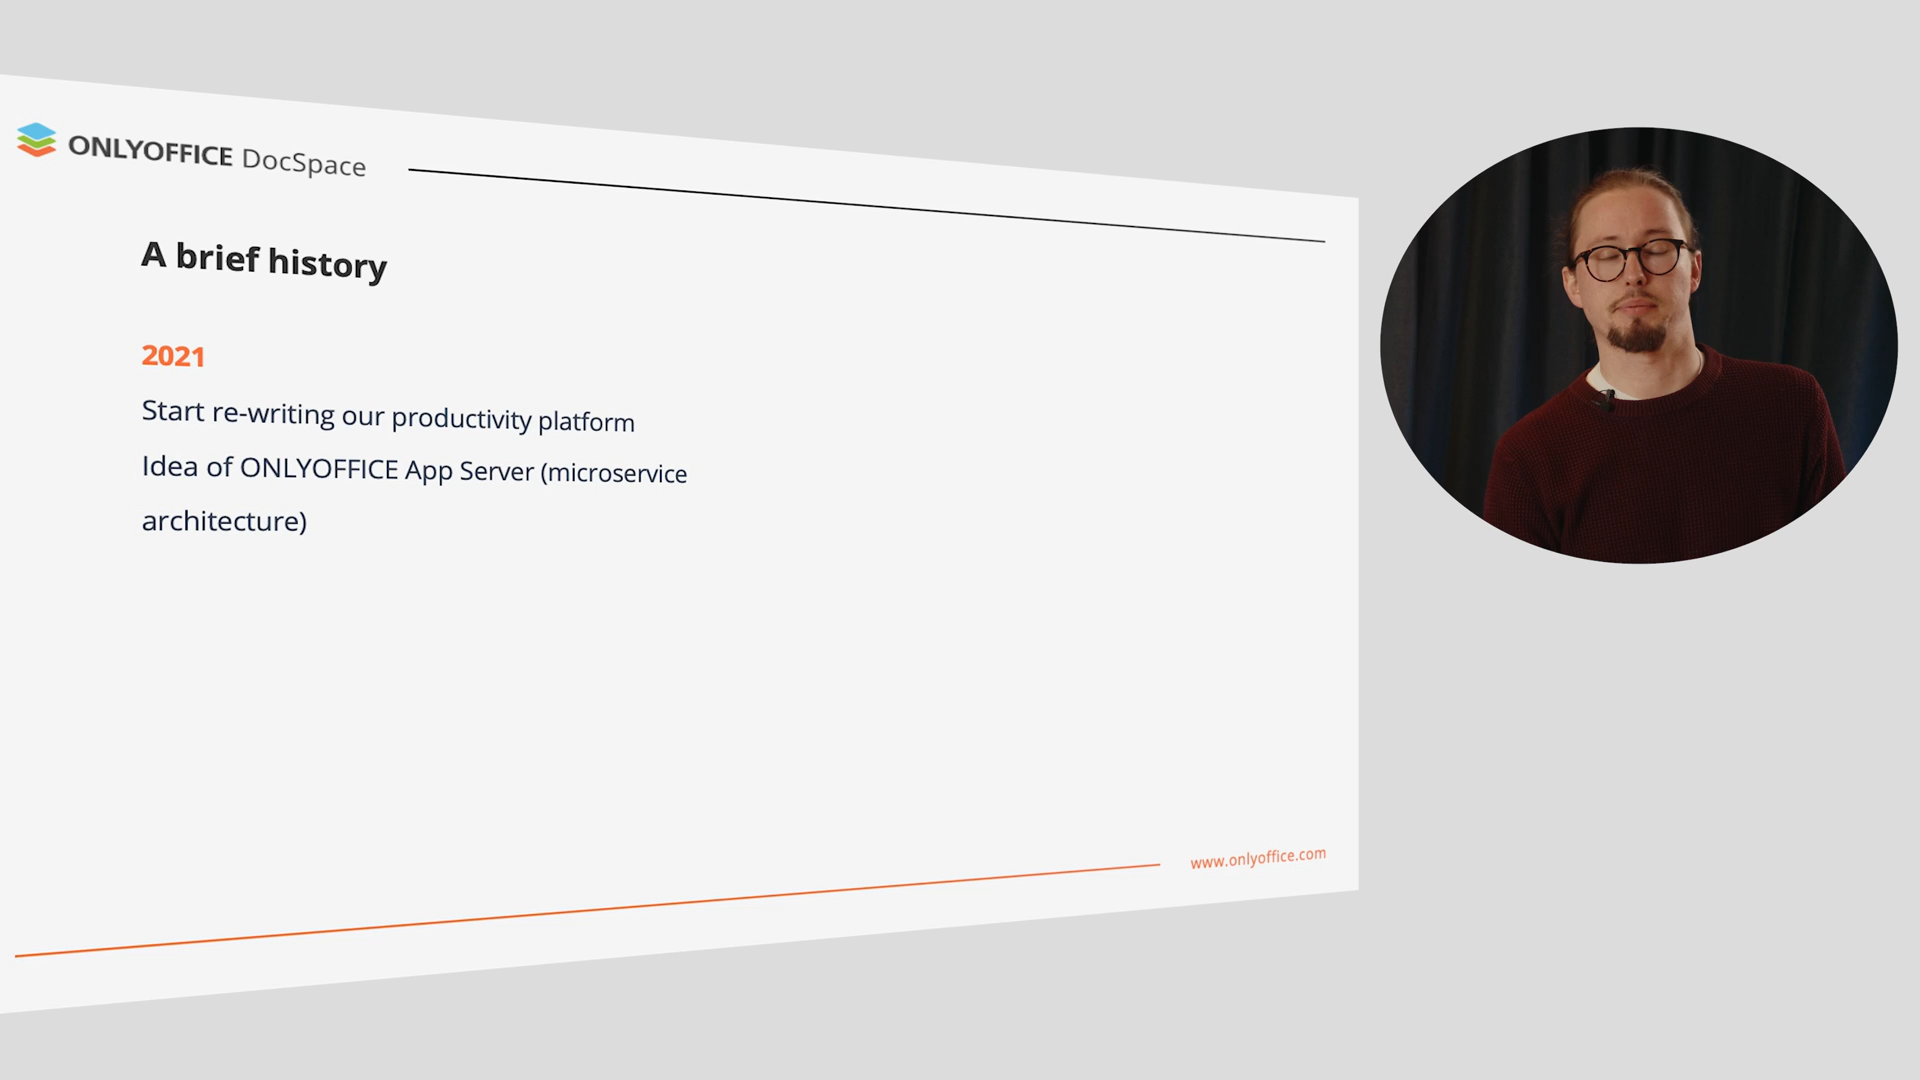 ONLYOFFICE DocSpace
A brief history
2021
Start re-writing our productivity platform
Idea of ONLYOFFICE App Server (microservice
architecture)
www.onlyoffice.com